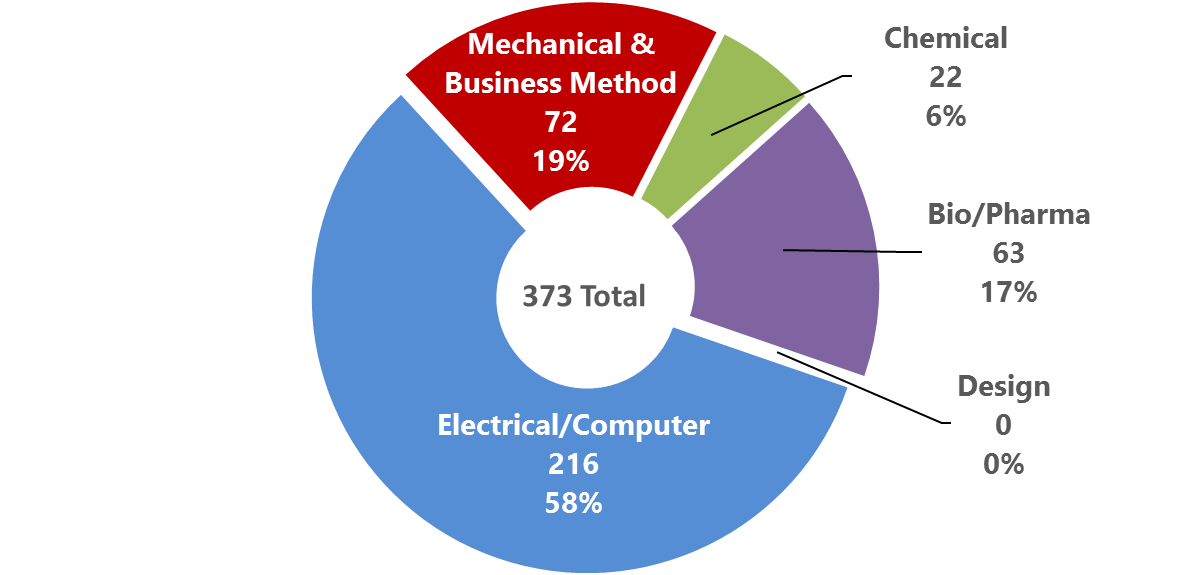 Mechanical &
Business Method
72
19%
Chemical
22
6%
Bio/Pharma
63
17%
373 Total
Design
0
0%
Electrical/Computer
216
58%